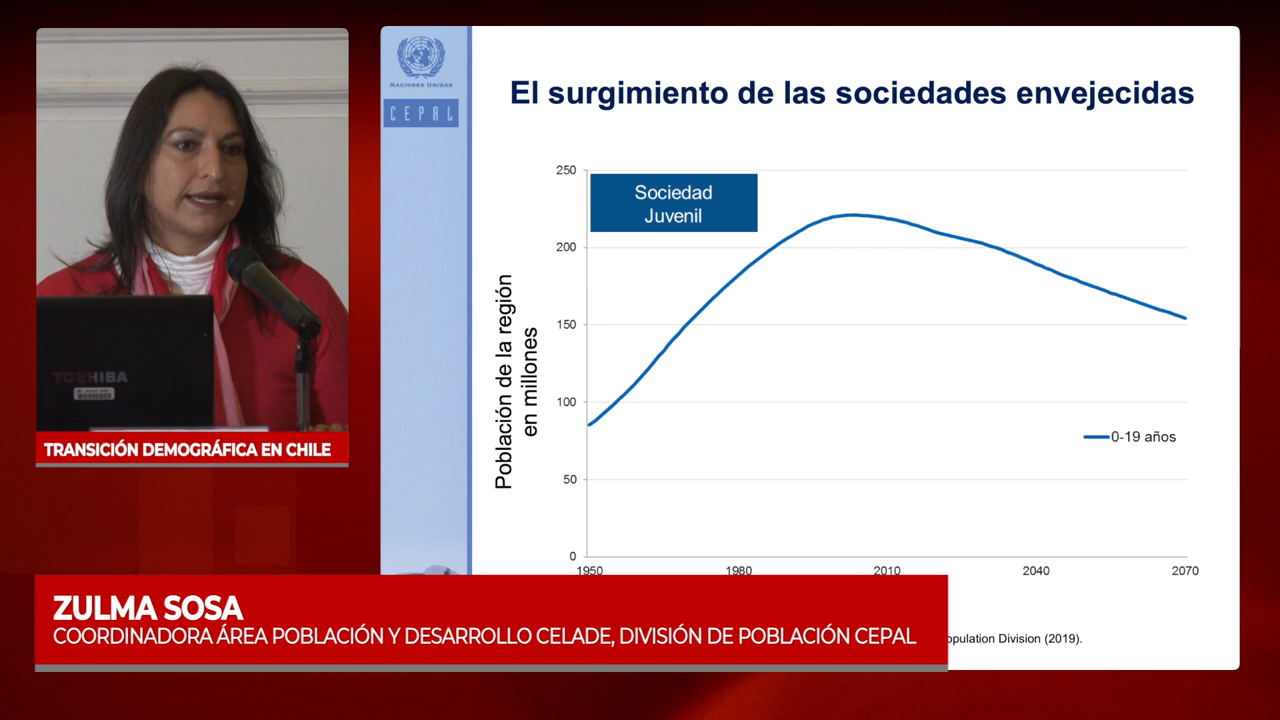 NACIONES UNIDAS
CEPAL
El surgimiento de las sociedades envejecidas
Sociedad
Juvenil
Población de la región
en millones
250
200
150
100
50
0
1950
1980
2010
2040
2070
0-19 años
opulation Division (2019).
TOSHIBA
TRANSICIÓN DEMOGRÁFICA EN CHILE
ZULMA SOSA
COORDINADORA ÁREA POBLACIÓN Y DESARROLLO CELADE, DIVISIÓN DE POBLACIÓN CEPAL